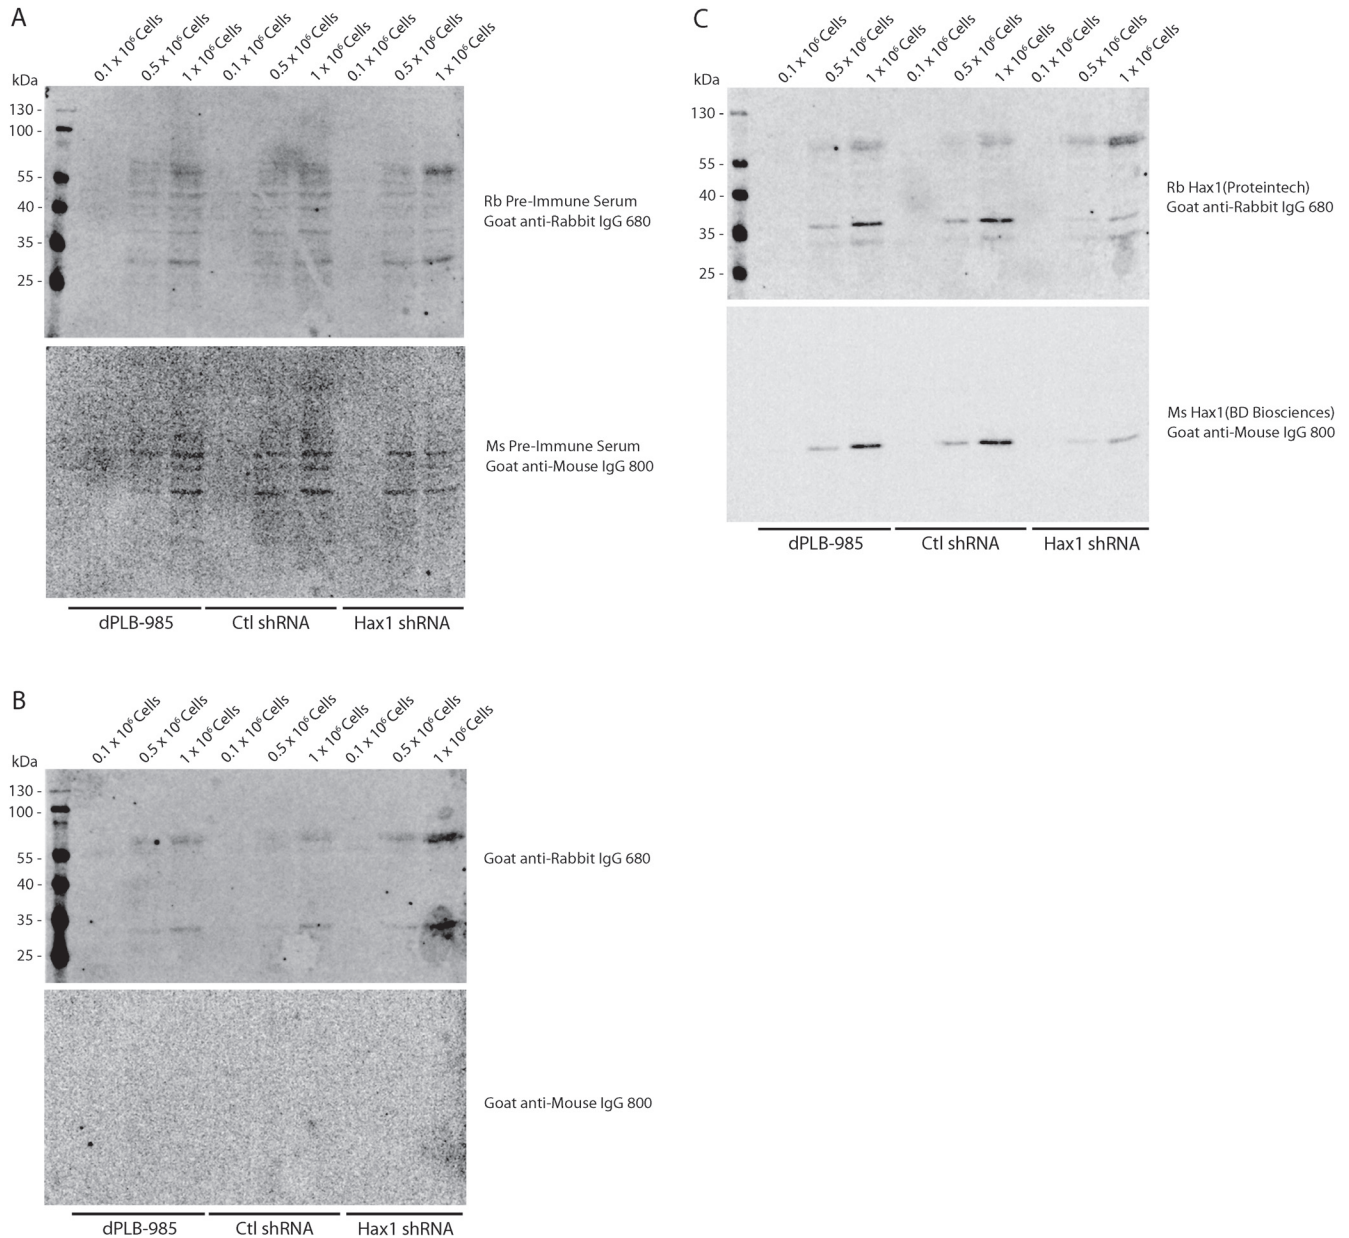 A
0.1 x 10⁶ Cells
0.5 x 10⁶ Cells
1 x 10⁶ Cells
0.1 x 10⁶ Cells
0.5 x 10⁶ Cells
1 x 10⁶ Cells
0.1 x 10⁶ Cells
0.5 x 10⁶ Cells
1 x 10⁶ Cells
kDa
130 -
100 -
55 -
40 -
35 -
25 -
Rb Pre-Immune Serum
Goat anti-Rabbit IgG 680
Ms Pre-Immune Serum
Goat anti-Mouse IgG 800
dPLB-985
Ctl shRNA
Hax1 shRNA
B
0.1 x 10⁶ Cells
0.5 x 10⁶ Cells
1 x 10⁶ Cells
0.1 x 10⁶ Cells
0.5 x 10⁶ Cells
1 x 10⁶ Cells
0.1 x 10⁶ Cells
0.5 x 10⁶ Cells
1 x 10⁶ Cells
kDa
130 -
100 -
55 -
40 -
35 -
25 -
Goat anti-Rabbit IgG 680
Goat anti-Mouse IgG 800
dPLB-985
Ctl shRNA
Hax1 shRNA
C
0.1 x 10⁶ Cells
0.5 x 10⁶ Cells
1 x 10⁶ Cells
0.1 x 10⁶ Cells
0.5 x 10⁶ Cells
1 x 10⁶ Cells
0.1 x 10⁶ Cells
0.5 x 10⁶ Cells
1 x 10⁶ Cells
kDa
130 -
55 -
40 -
35 -
25 -
Rb Hax1(Proteintech)
Goat anti-Rabbit IgG 680
Ms Hax1(BD Biosciences)
Goat anti-Mouse IgG 800
dPLB-985
Ctl shRNA
Hax1 shRNA